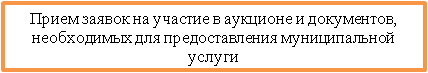 Прием заявок на участие в аукционе и документов,
необходимых для предоставления муниципальной
услуги